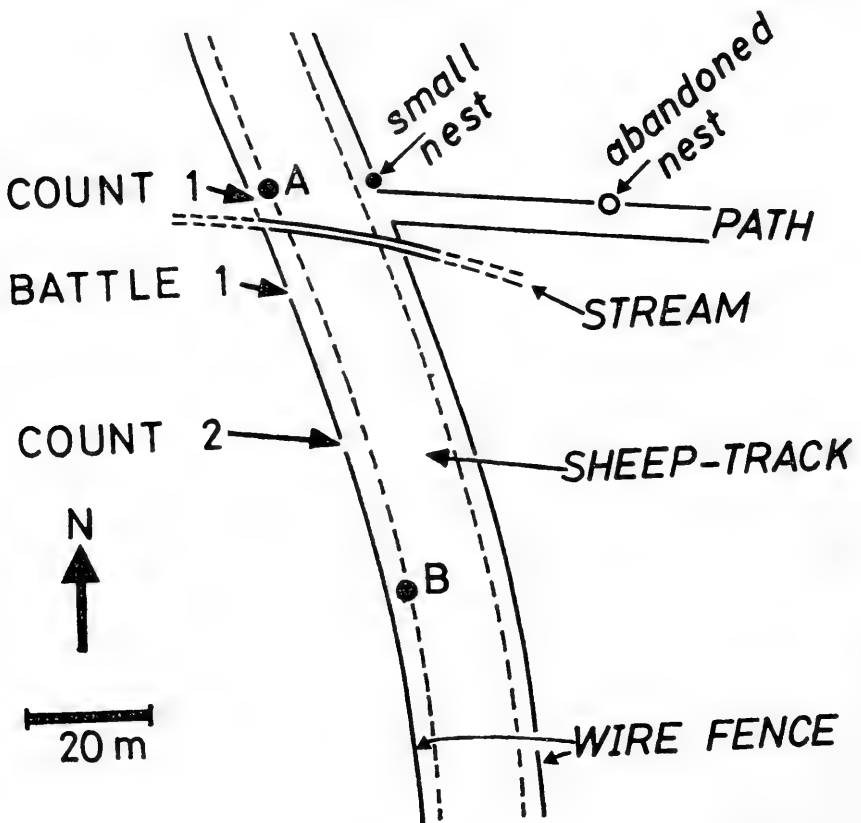 small
nest
abandoned
nest
COUNT 1
A
PATH
BATTLE 1
STREAM
COUNT 2
SHEEP-TRACK
N
B
20 m
WIRE FENCE